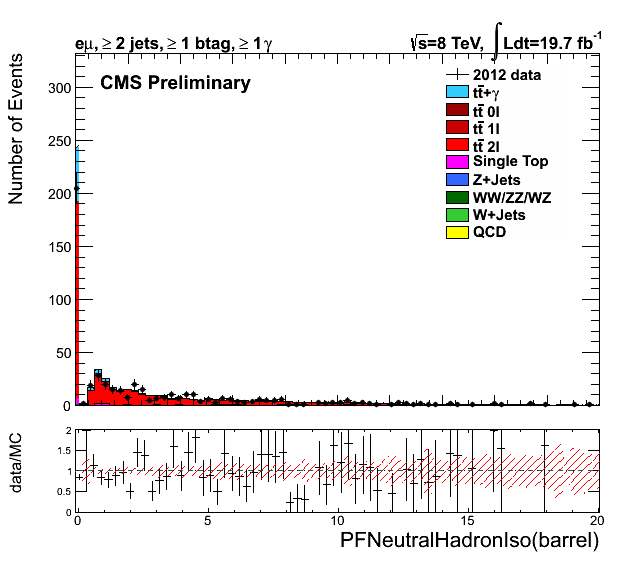 eμ, ≥ 2 jets, ≥ 1 btag, ≥ 1 γ
√s=8 TeV, ∫ Ldt=19.7 fb⁻¹
CMS Preliminary
Number of Events
300
250
200
150
100
50
0
2012 data
tt̄+γ
tt̄ 0l
tt̄ 1l
tt̄ 2l
Single Top
Z+Jets
WW/ZZ/WZ
W+Jets
QCD
data/MC
2
1.5
1
0.5
0
0 5 10 15 20
PFNeutralHadronIso(barrel)